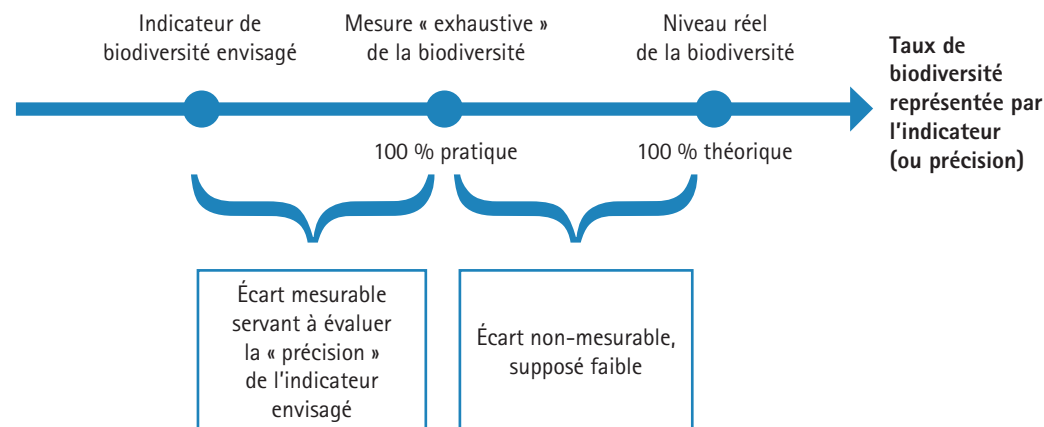 Indicateur de
biodiversité envisagé
Mesure « exhaustive »
de la biodiversité
Niveau réel
de la biodiversité
Taux de
biodiversité
représentée par
l'indicateur
(ou précision)
100 % pratique
100 % théorique
Écart mesurable
servant à évaluer
la « précision »
de l'indicateur
envisagé
Écart non-mesurable,
supposé faible